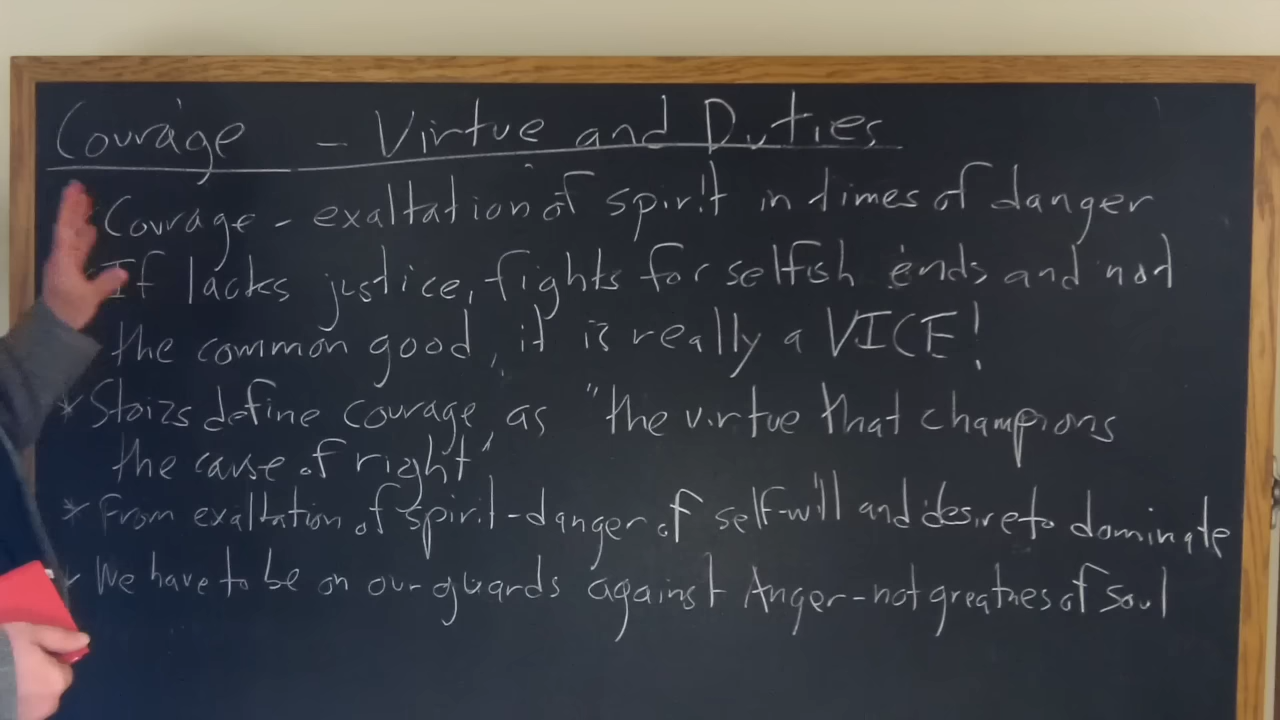 Courage - Virtue and Duties
Courage - exaltation of spirit in times of danger
If lacks justice, fights for selfish ends and not
the common good, it is really a VICE!
* Stoics define courage as "the virtue that champions
the cause of right"
* From exaltation of spirit - danger of self-will and desire to dominate
* We have to be on our guards against Anger - not greatnes of soul